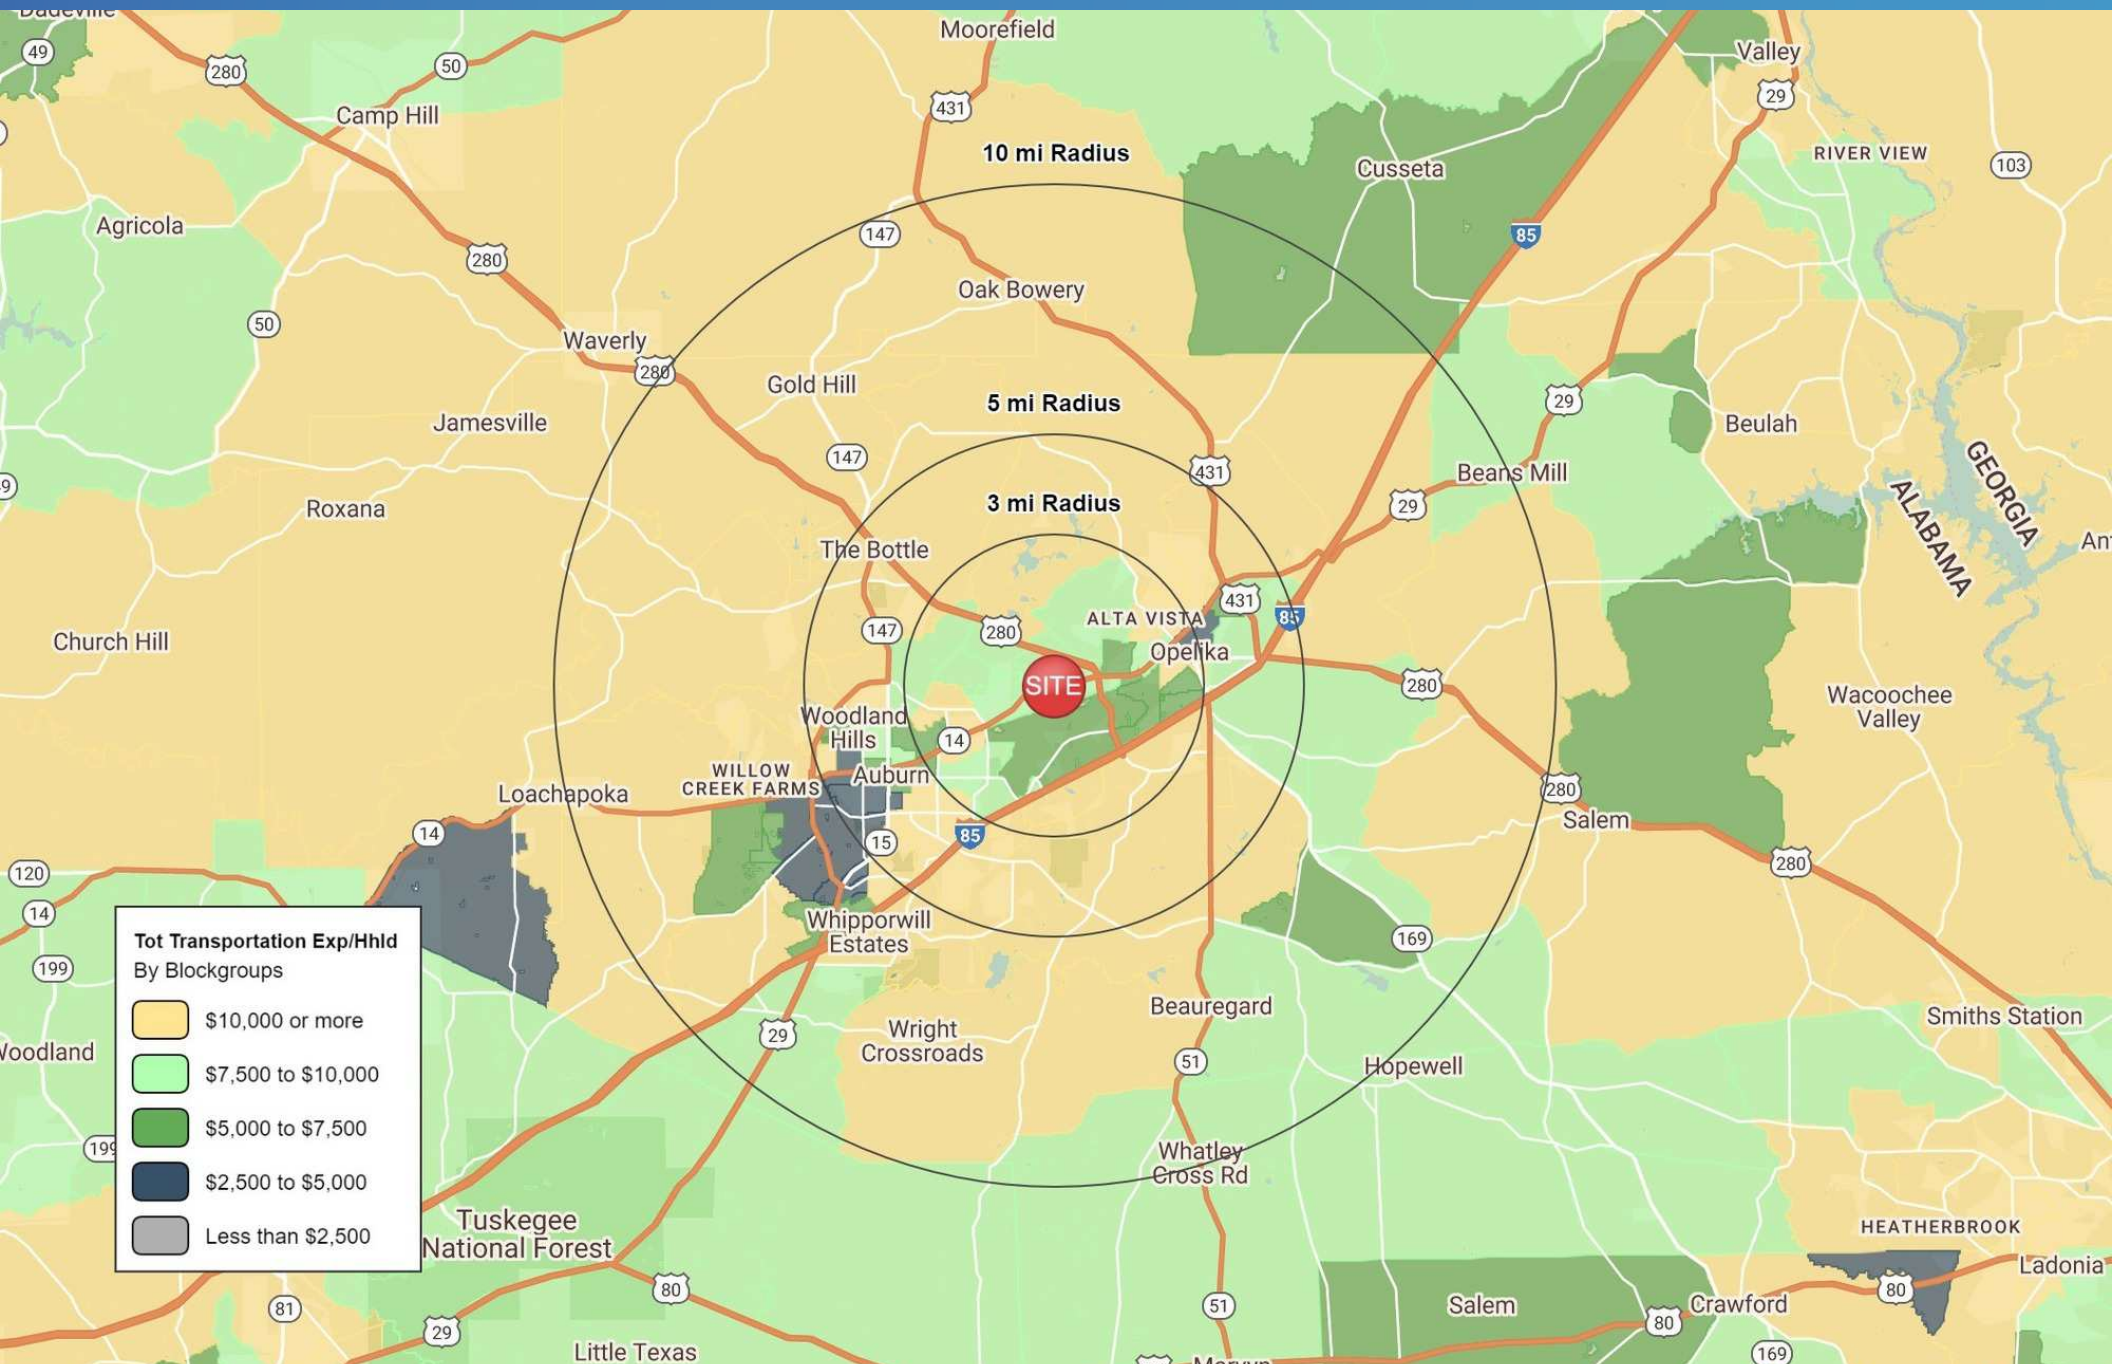 Dadeville
49
280
50
Moorefield
Valley
29
431
Camp Hill
10 mi Radius
RIVER VIEW
103
Cusseta
Agricola
147
85
280
Oak Bowery
50
Waverly
280
Gold Hill
29
5 mi Radius
Jamesville
Beulah
147
431
Beans Mill
GEORGIA
ALABAMA
Roxana
3 mi Radius
29
The Bottle
431
ALTA VISTA
85
147
280
Church Hill
Opelika
SITE
280
Wacoochee
Valley
Woodland
Hills
14
WILLOW
CREEK FARMS
Auburn
Loachapoka
280
Salem
14
85
15
280
120
14
Whipporwill
Estates
169
199
Tot Transportation Exp/Hhld
By Blockgroups
$10,000 or more
$7,500 to $10,000
$5,000 to $7,500
$2,500 to $5,000
Less than $2,500
Beauregard
Smiths Station
29
Wright
Crossroads
Woodland
51
Hopewell
199
Whatley
Cross Rd
Tuskegee
National Forest
HEATHERBROOK
Ladonia
80
80
81
51
Salem
Crawford
80
29
Little Texas
169